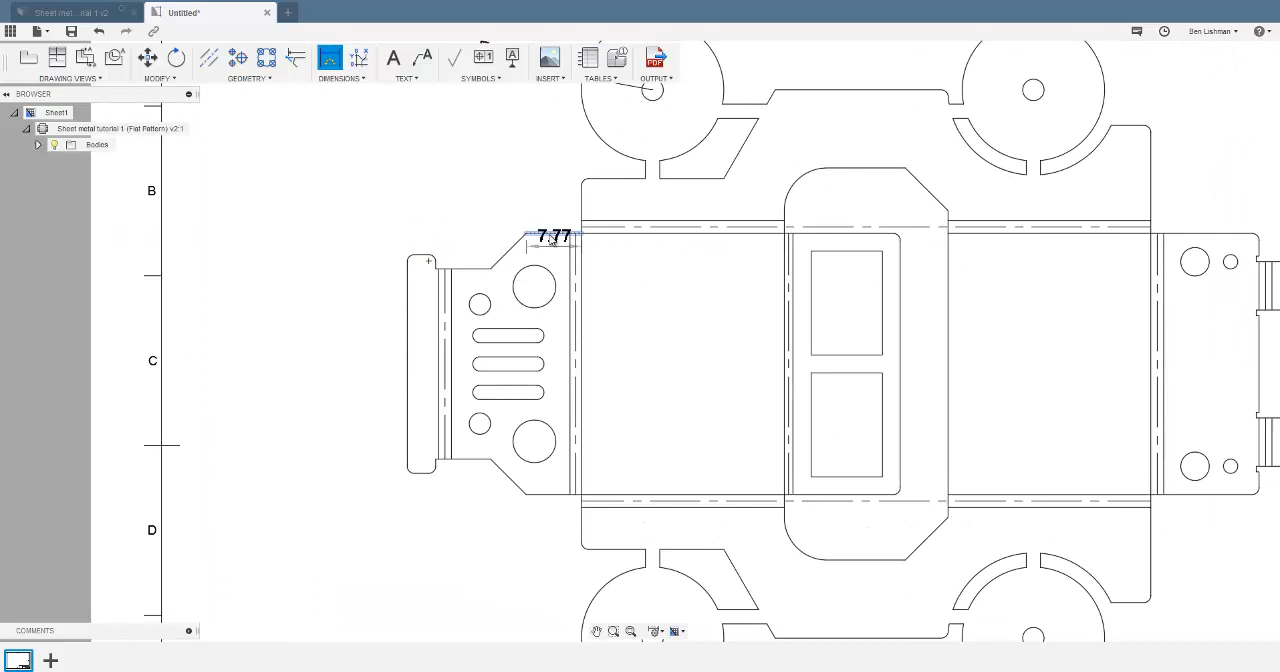 Sheet met...rial 1 v2
Untitled*
Ben Lishman
DRAWING VIEWS
MODIFY
GEOMETRY
DIMENSIONS
TEXT
SYMBOLS
INSERT
TABLES
OUTPUT
PDF
BROWSER
Sheet1
Sheet metal tutorial 1 (Flat Pattern) v2:1
Bodies
B
7.77
C
D
COMMENTS